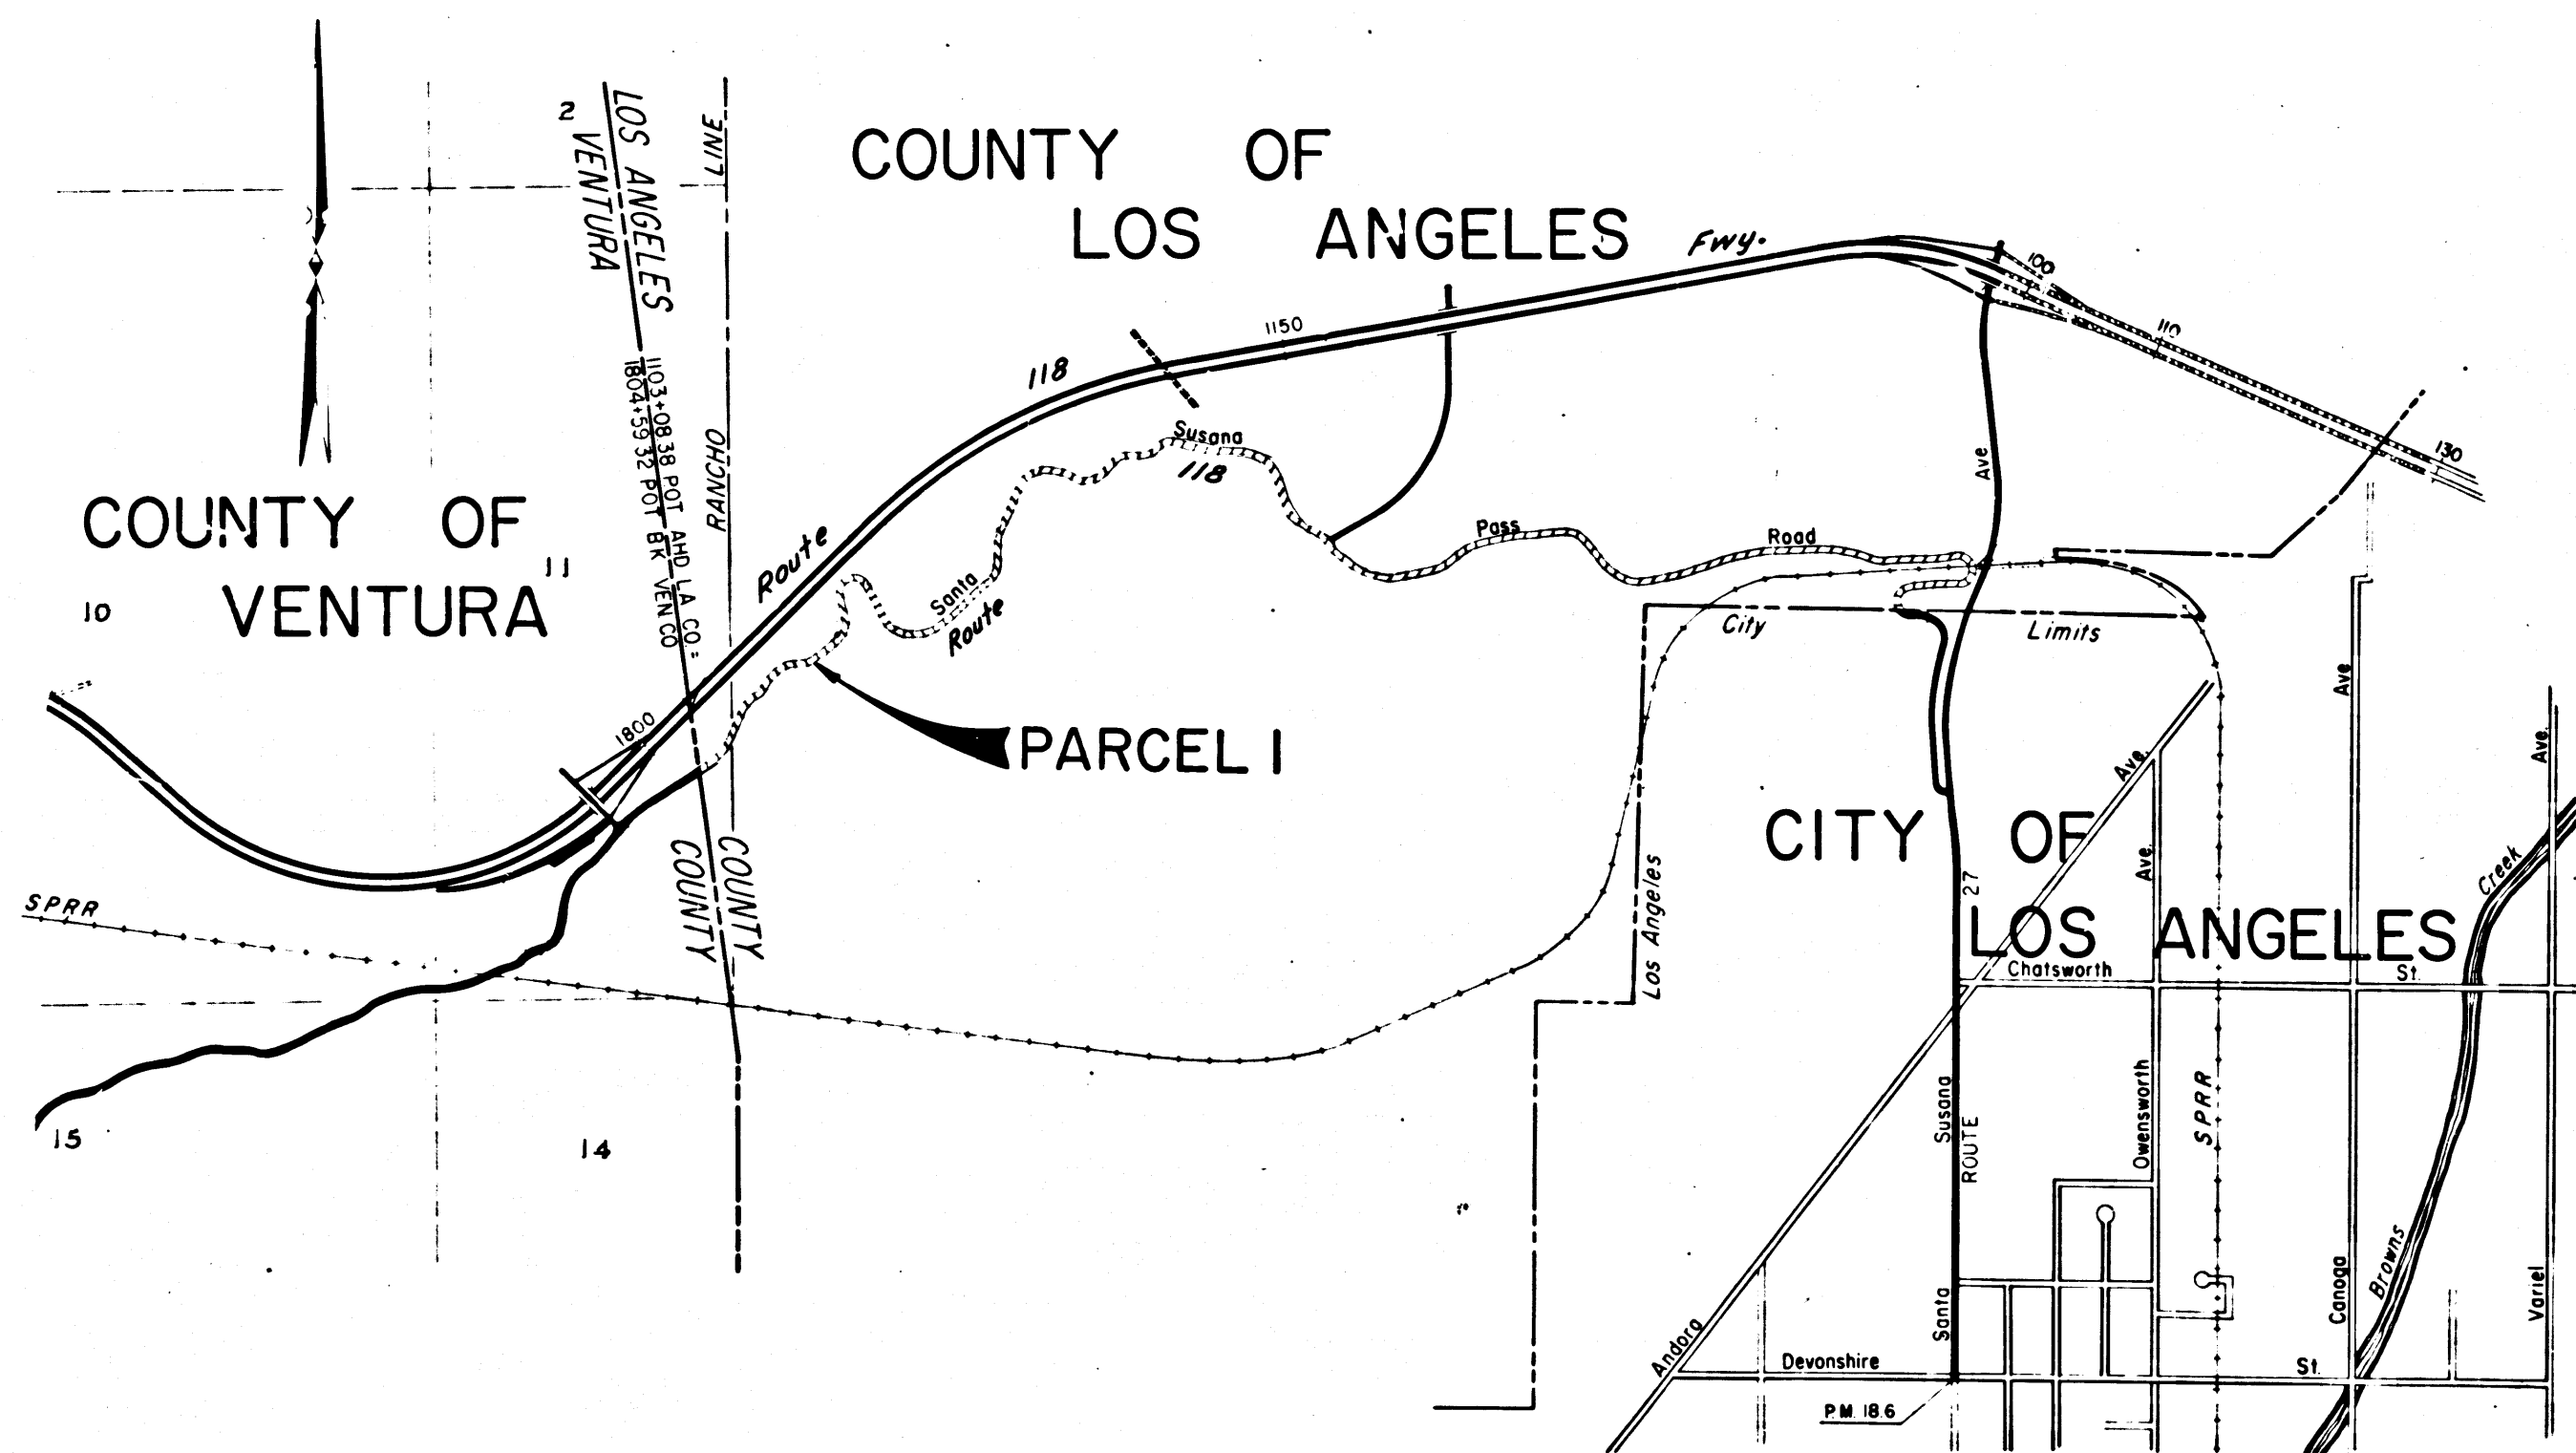 COUNTY OF
LOS ANGELES
2
LOS ANGELES
VENTURA
LINE
RANCHO
1103+08.38 POT AHD LA CO. =
1804+59.32 POT BK VEN CO
COUNTY OF
VENTURA
11
10
Route
118
1150
Fwy.
100
110
130
Susana
118
Santa
Route
Pass
Road
Ave
City
Limits
PARCEL 1
1800
COUNTY
COUNTY
SPRR
15
14
Los Angeles
CITY OF
LOS ANGELES
27
Ave.
Ave.
Ave
Ave.
Creek
Chatsworth
St.
Susana
ROUTE
Santa
Owensworth
SPRR
Canoga
Browns
Variel
Andora
Devonshire
St.
P.M. 18.6